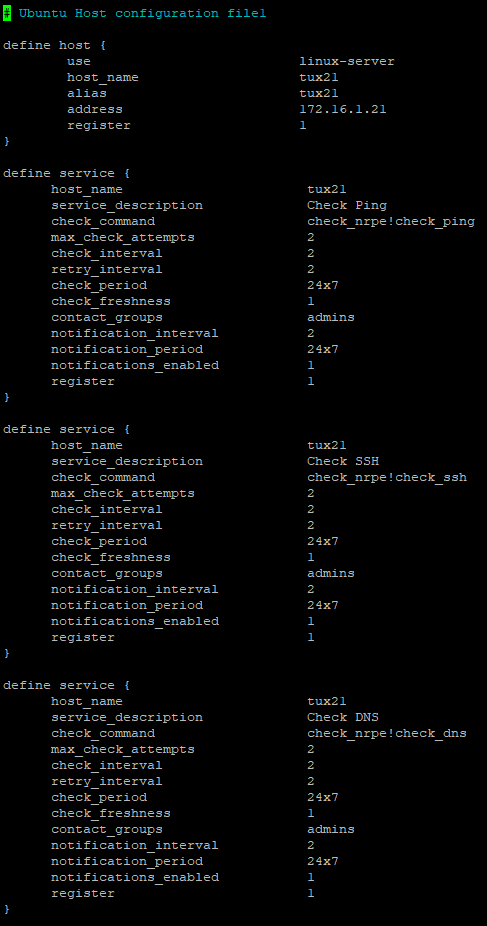 # Ubuntu Host configuration file1
define host {
use linux-server
host_name tux21
alias tux21
address 172.16.1.21
register 1
}
define service {
host_name tux21
service_description Check Ping
check_command check_nrpe!check_ping
max_check_attempts 2
check_interval 2
retry_interval 2
check_period 24x7
check_freshness 1
contact_groups admins
notification_interval 2
notification_period 24x7
notifications_enabled 1
register 1
}
define service {
host_name tux21
service_description Check SSH
check_command check_nrpe!check_ssh
max_check_attempts 2
check_interval 2
retry_interval 2
check_period 24x7
check_freshness 1
contact_groups admins
notification_interval 2
notification_period 24x7
notifications_enabled 1
register 1
}
define service {
host_name tux21
service_description Check DNS
check_command check_nrpe!check_dns
max_check_attempts 2
check_interval 2
retry_interval 2
check_period 24x7
check_freshness 1
contact_groups admins
notification_interval 2
notification_period 24x7
notifications_enabled 1
register 1
}